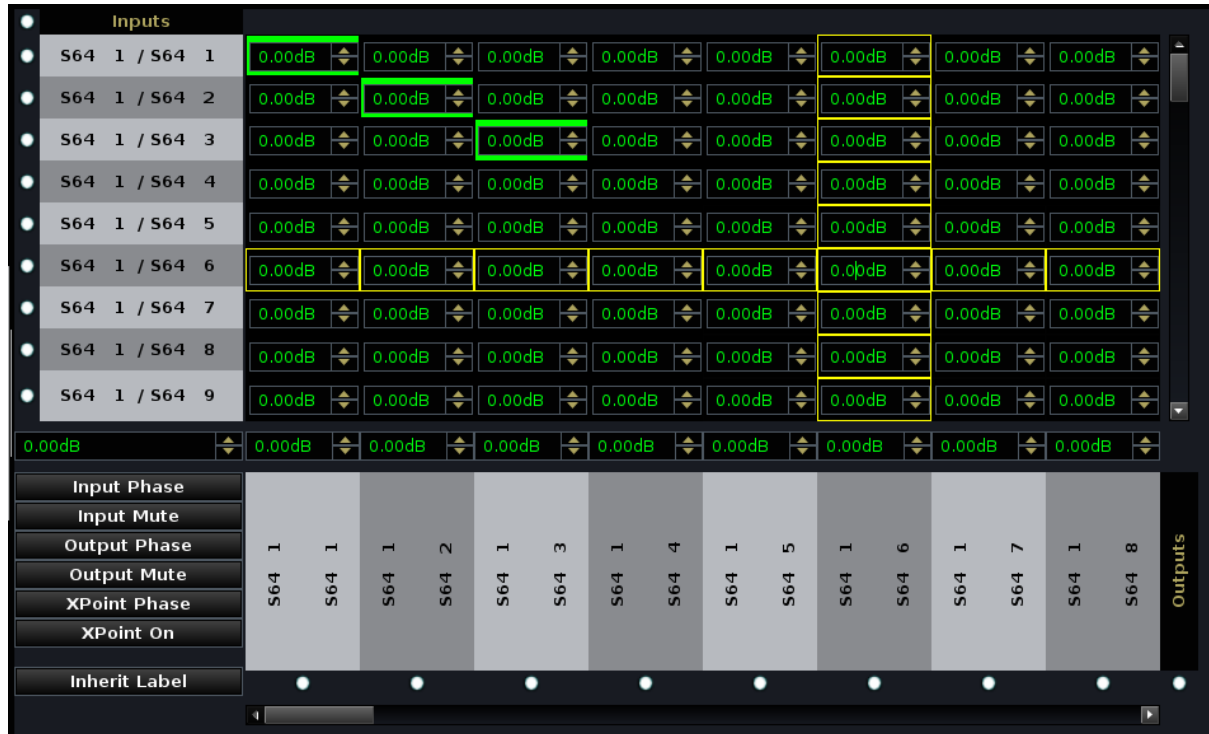 Inputs
S64 1 / S64 1 0.00dB 0.00dB 0.00dB 0.00dB 0.00dB 0.00dB 0.00dB 0.00dB
S64 1 / S64 2 0.00dB 0.00dB 0.00dB 0.00dB 0.00dB 0.00dB 0.00dB 0.00dB
S64 1 / S64 3 0.00dB 0.00dB 0.00dB 0.00dB 0.00dB 0.00dB 0.00dB 0.00dB
S64 1 / S64 4 0.00dB 0.00dB 0.00dB 0.00dB 0.00dB 0.00dB 0.00dB 0.00dB
S64 1 / S64 5 0.00dB 0.00dB 0.00dB 0.00dB 0.00dB 0.00dB 0.00dB 0.00dB
S64 1 / S64 6 0.00dB 0.00dB 0.00dB 0.00dB 0.00dB 0.00dB 0.00dB 0.00dB
S64 1 / S64 7 0.00dB 0.00dB 0.00dB 0.00dB 0.00dB 0.00dB 0.00dB 0.00dB
S64 1 / S64 8 0.00dB 0.00dB 0.00dB 0.00dB 0.00dB 0.00dB 0.00dB 0.00dB
S64 1 / S64 9 0.00dB 0.00dB 0.00dB 0.00dB 0.00dB 0.00dB 0.00dB 0.00dB
0.00dB 0.00dB 0.00dB 0.00dB 0.00dB 0.00dB 0.00dB 0.00dB 0.00dB
Input Phase
Input Mute
Output Phase
Output Mute
XPoint Phase
XPoint On
Inherit Label
S64 1
S64 1
S64 1
S64 2
S64 1
S64 3
S64 1
S64 4
S64 1
S64 5
S64 1
S64 6
S64 1
S64 7
S64 1
S64 8
Outputs